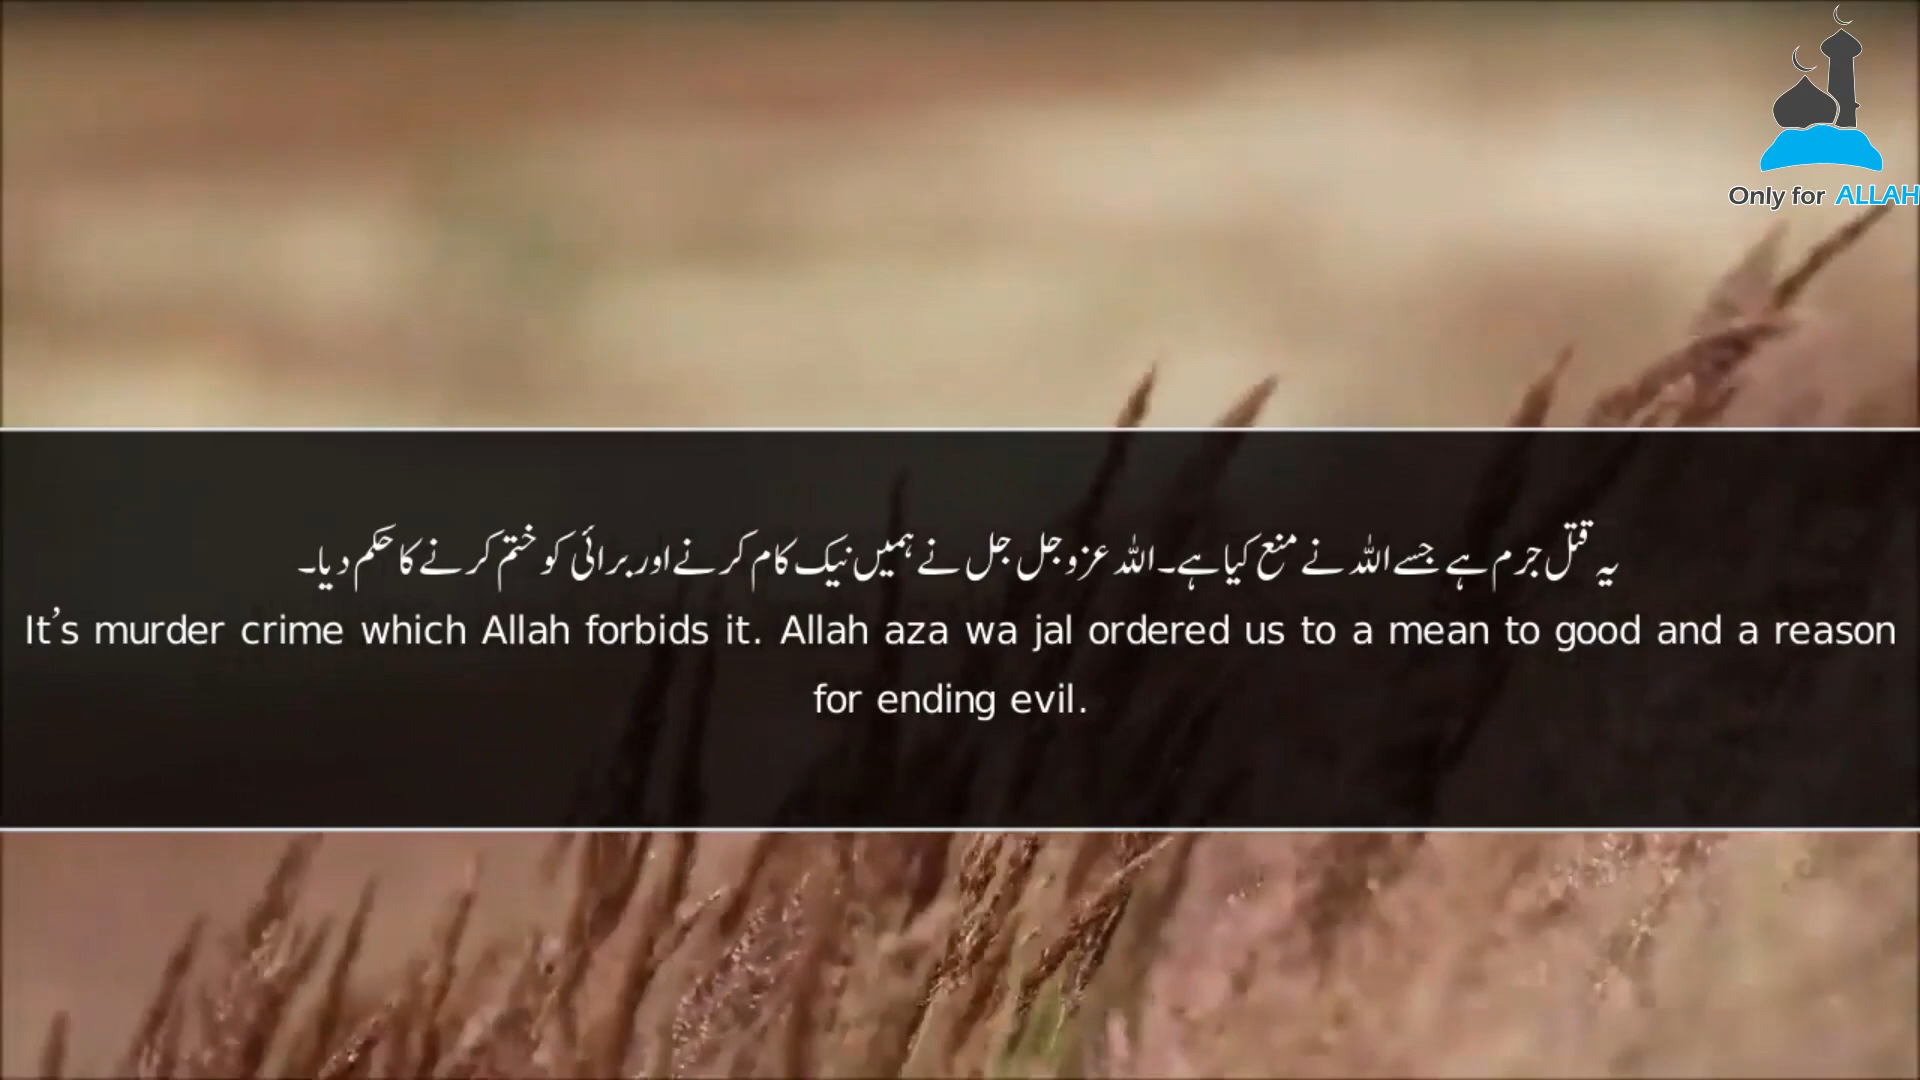 Only for ALLAH
یہ قتل جرم ہے جسے اللہ نے منع کیا ہے۔ اللہ عزوجل جل نے ہمیں نیک کام کرنے اور برائی کو ختم کرنے کا حکم دیا۔
It’s murder crime which Allah forbids it. Allah aza wa jal ordered us to a mean to good and a reason
for ending evil.